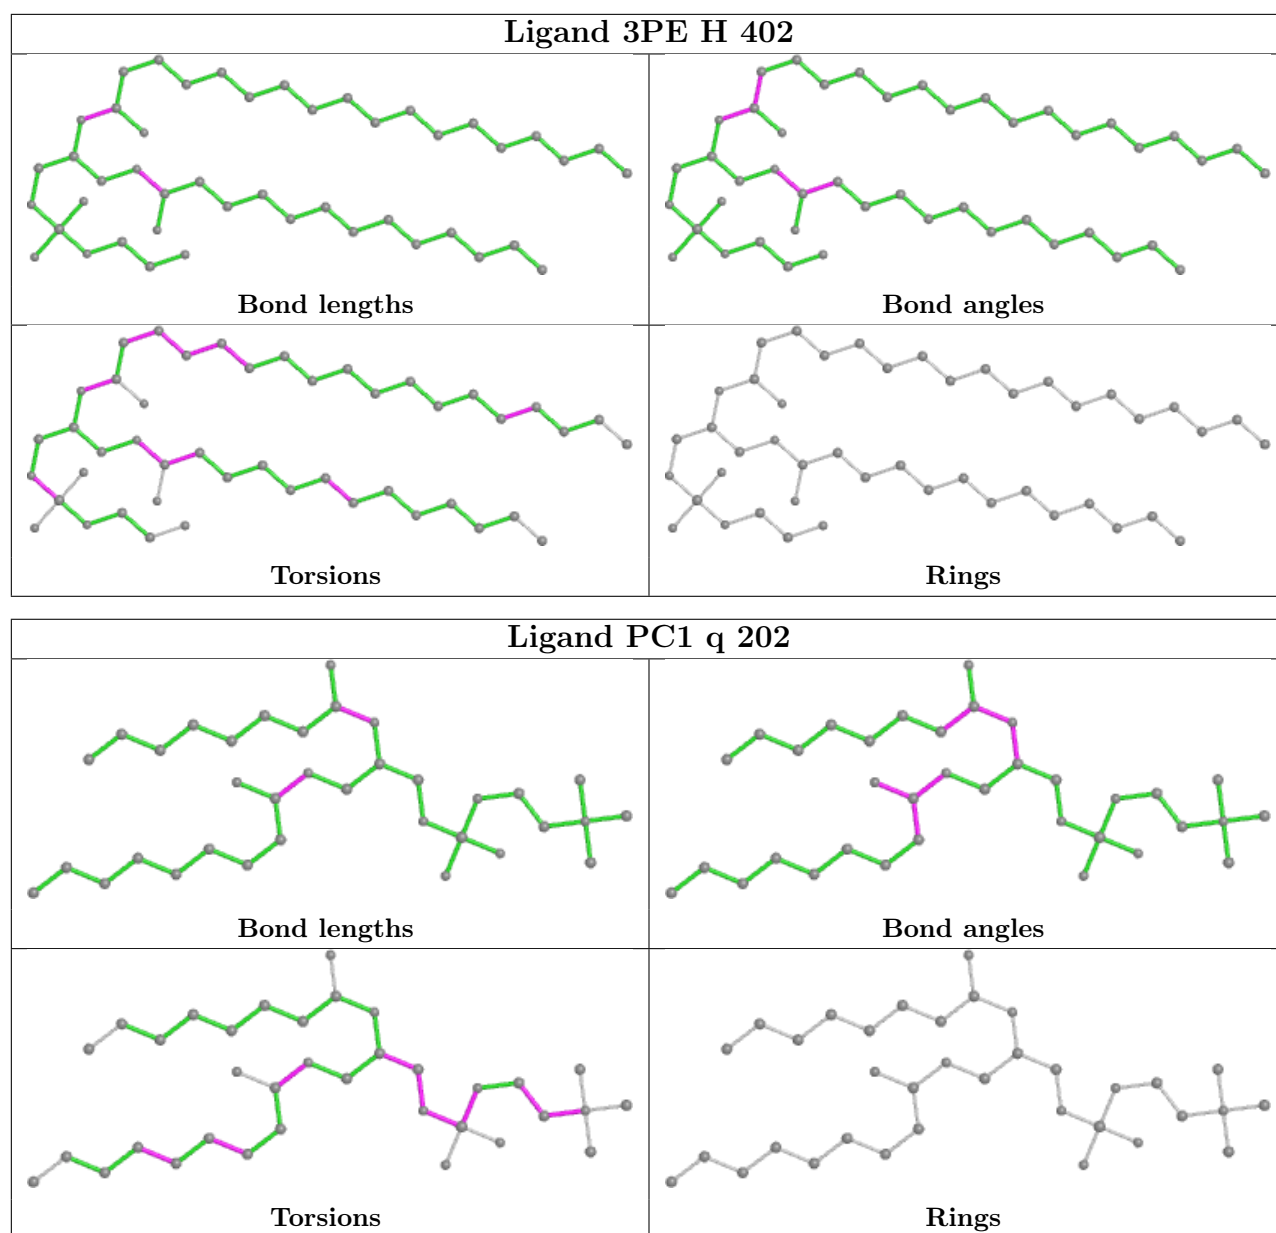 Ligand 3PE H 402
Bond lengths
Bond angles
Torsions
Rings
Ligand PC1 q 202
Bond lengths
Bond angles
Torsions
Rings